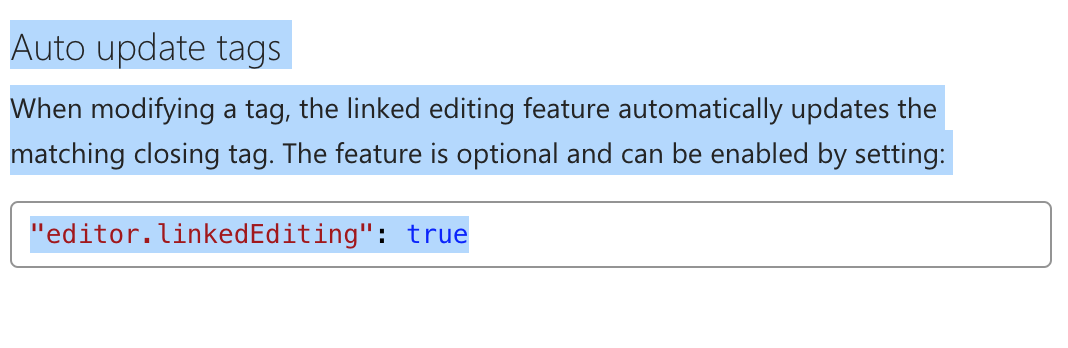 Auto update tags
When modifying a tag, the linked editing feature automatically updates the
matching closing tag. The feature is optional and can be enabled by setting:
"editor.linkedEditing": true